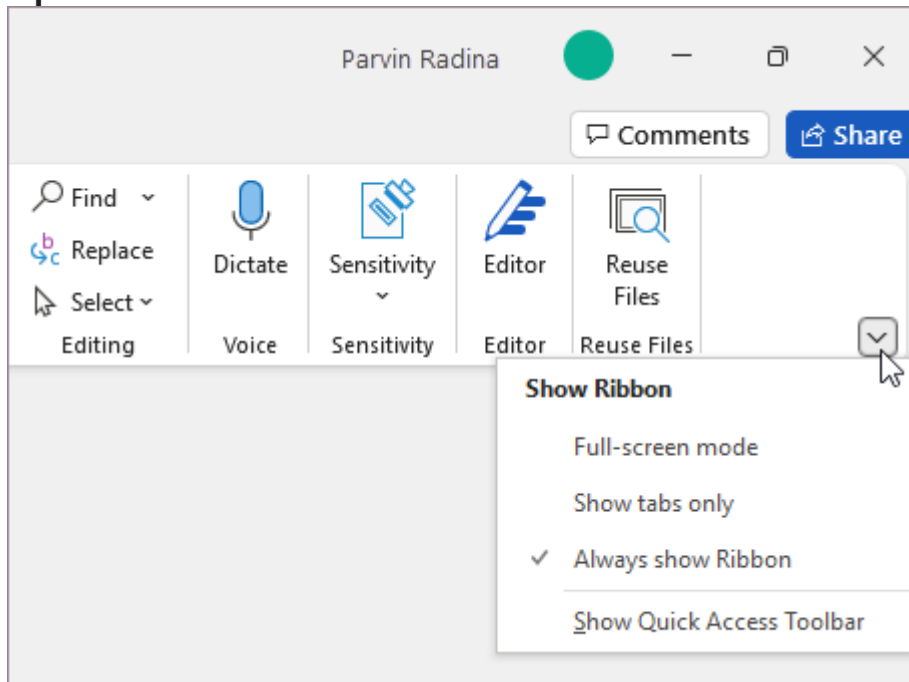 Parvin Radina
Comments
Share
Find
Replace
Select
Editing
Dictate
Voice
Sensitivity
Sensitivity
Editor
Editor
Reuse
Files
Reuse Files
Show Ribbon
Full-screen mode
Show tabs only
Always show Ribbon
Show Quick Access Toolbar